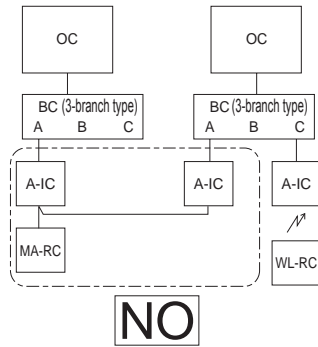 OC OC
BC (3-branch type) BC (3-branch type)
A B C A B C
A-IC A-IC A-IC
MA-RC WL-RC
NO